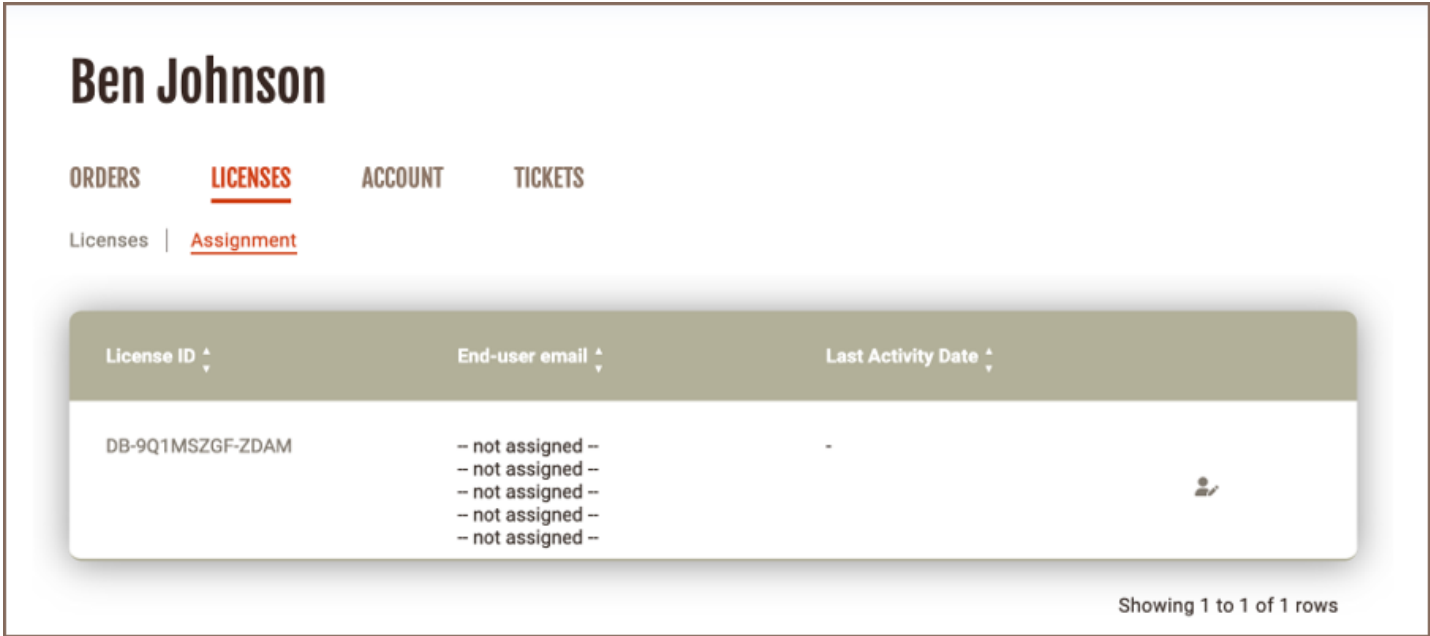 Ben Johnson
ORDERS LICENSES ACCOUNT TICKETS
Licenses | Assignment
License ID End-user email Last Activity Date
DB-9Q1MSZGF-ZDAM -- not assigned -- -
-- not assigned --
-- not assigned --
-- not assigned --
-- not assigned --
Showing 1 to 1 of 1 rows